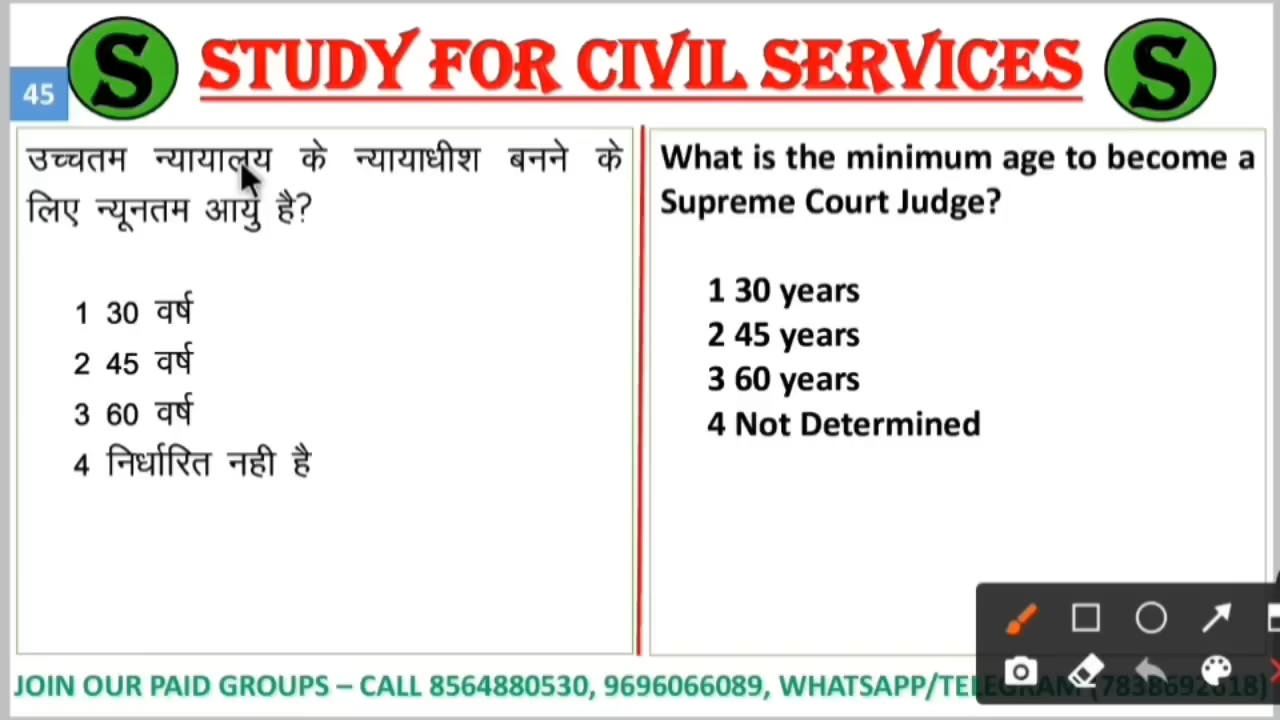 S STUDY FOR CIVIL SERVICES S
45
उच्चतम न्यायालय के न्यायाधीश बनने के
लिए न्यूनतम आयु है?
1 30 वर्ष
2 45 वर्ष
3 60 वर्ष
4 निर्धारित नही है
What is the minimum age to become a
Supreme Court Judge?
1 30 years
2 45 years
3 60 years
4 Not Determined
JOIN OUR PAID GROUPS – CALL 8564880530, 9696066089, WHATSAPP/TELEGRAM (7838692618)